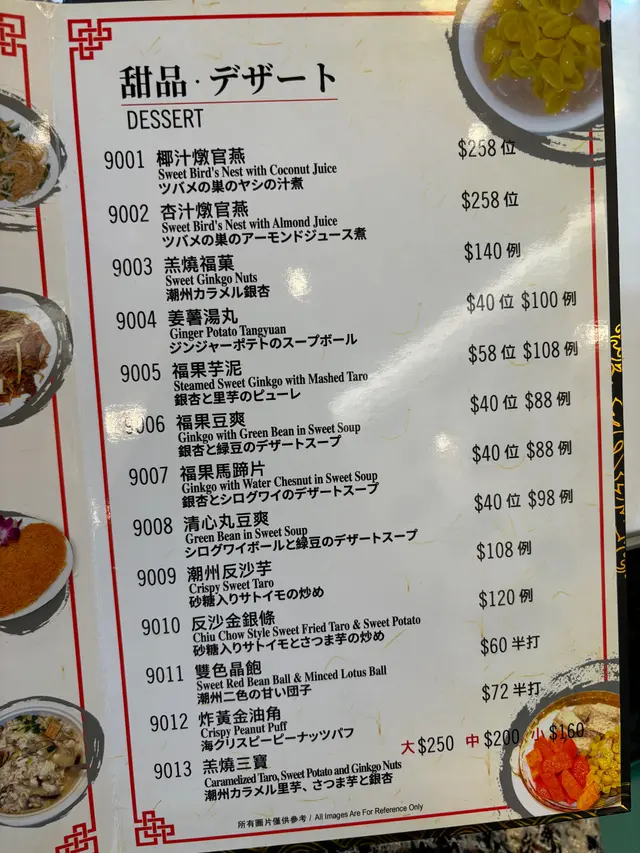 甜品·デザート
DESSERT
9001 椰汁燉官燕 $258 位
Sweet Bird's Nest with Coconut Juice
ツバメの巣のヤシの汁煮
9002 杏汁燉官燕 $258 位
Sweet Bird's Nest with Almond Juice
ツバメの巣のアーモンドジュース煮
9003 羔燒福菓 $140 例
Sweet Ginkgo Nuts
潮州カラメル銀杏
9004 姜薯湯丸 $40 位 $100 例
Ginger Potato Tangyuan
ジンジャーポテトのスープボール
9005 福果芋泥 $58 位 $108 例
Steamed Sweet Ginkgo with Mashed Taro
銀杏と里芋のピューレ
9006 福果豆爽 $40 位 $88 例
Ginkgo with Green Bean in Sweet Soup
銀杏と緑豆のデザートスープ
9007 福果馬蹄片 $40 位 $88 例
Ginkgo with Water Chesnut in Sweet Soup
銀杏とシログワイのデザートスープ
9008 清心丸豆爽 $40 位 $98 例
Green Bean in Sweet Soup
シログワイボールと緑豆のデザートスープ
9009 潮州反沙芋 $108 例
Crispy Sweet Taro
砂糖入りサトイモの炒め
9010 反沙金銀條 $120 例
Chiu Chow Style Sweet Fried Taro & Sweet Potato
砂糖入りサトイモとさつま芋の炒め
9011 雙色晶飽 $60 半打
Sweet Red Bean Ball & Minced Lotus Ball
潮州二色の甘い団子
9012 炸黃金油角 $72 半打
Crispy Peanut Puff
海クリスピーピーナッツパフ
9013 羔燒三寶 大 $250 中 $200 小 $160
Caramelized Taro, Sweet Potato and Ginkgo Nuts
潮州カラメル里芋、さつま芋と銀杏
所有圖片僅供參考 / All Images Are For Reference Only